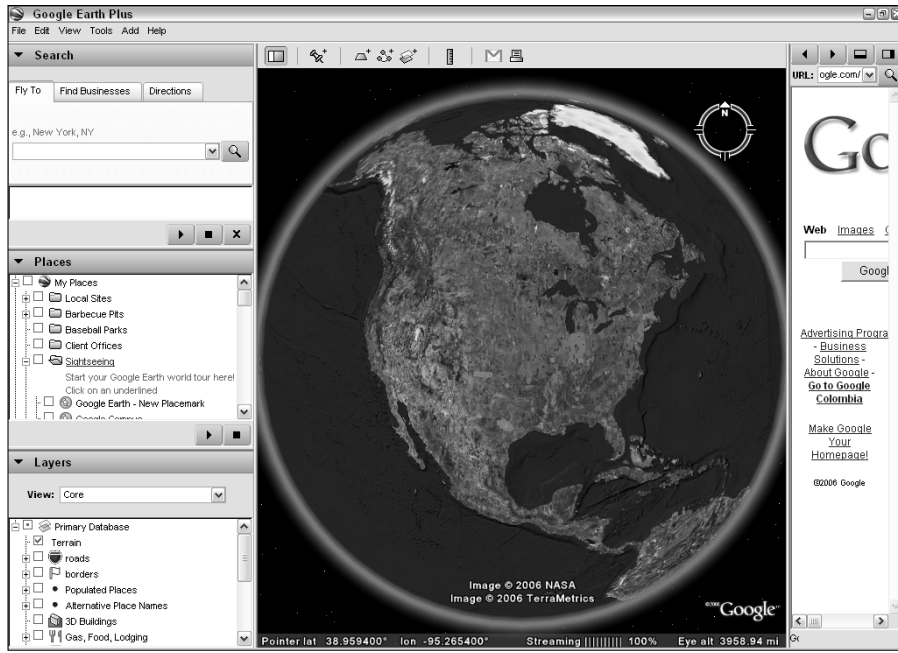 Google Earth Plus
File Edit View Tools Add Help
Search
Fly To
Find Businesses
Directions
e.g., New York, NY
Places
My Places
Local Sites
Barbecue Pits
Baseball Parks
Client Offices
Sightseeing
Start your Google Earth world tour here!
Click on an underlined
Google Earth - New Placemark
Google Campus
Layers
View: Core
Primary Database
Terrain
roads
borders
Populated Places
Alternative Place Names
3D Buildings
Gas, Food, Lodging
N
Image © 2006 NASA
Image © 2006 TerraMetrics
Google
Pointer lat 38.959400° lon -95.265400° Streaming |||||||||| 100% Eye alt 3958.94 mi
URL: ogle.com/
Go
Web Images
Googl
Advertising Progra
- Business
Solutions -
About Google -
Go to Google
Colombia
Make Google
Your
Homepage!
©2006 Google